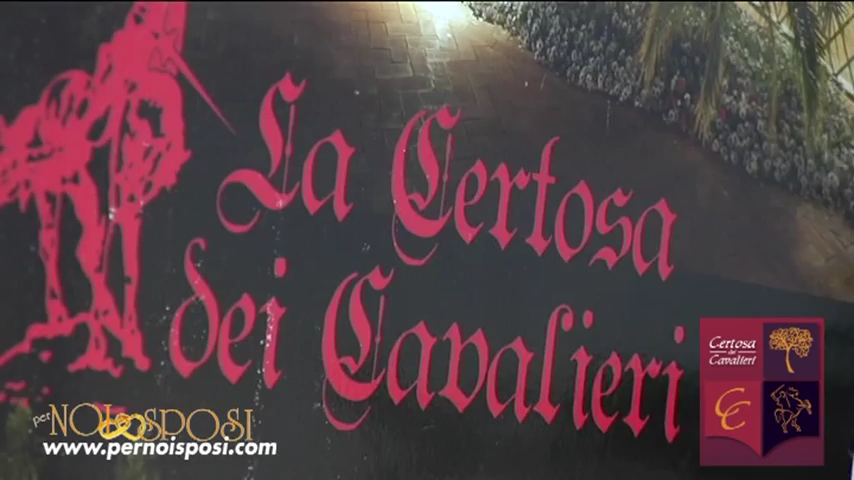 La Certosa
dei Cavalieri
Certosa
dei
Cavalieri
CC
per NOI SPOSI
www.pernoisposi.com